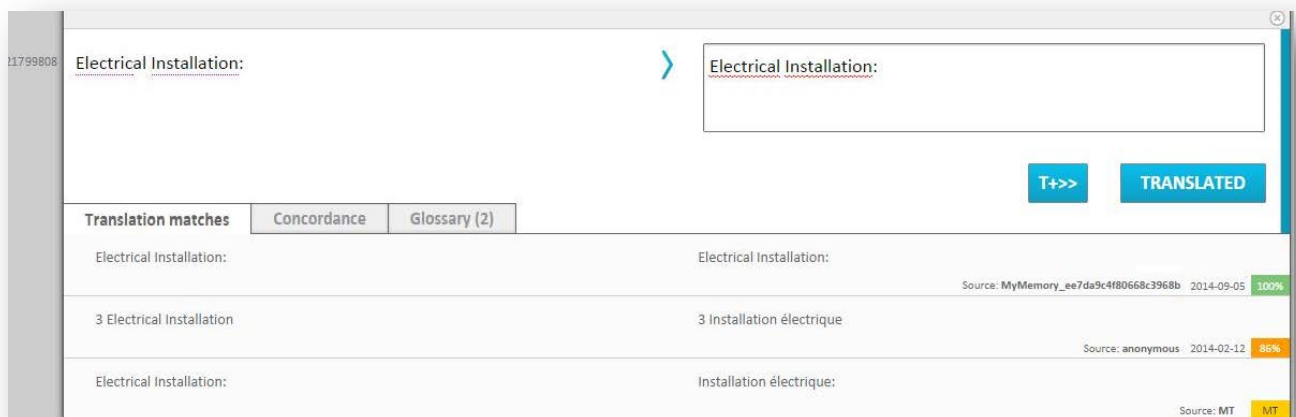 21799808 Electrical Installation: Electrical Installation:
T+>> TRANSLATED
Translation matches Concordance Glossary (2)
Electrical Installation: Electrical Installation:
Source: MyMemory_ee7da9c4f80668c3968b 2014-09-05 100%
3 Electrical Installation 3 Installation électrique
Source: anonymous 2014-02-12 86%
Electrical Installation: Installation électrique:
Source: MT MT